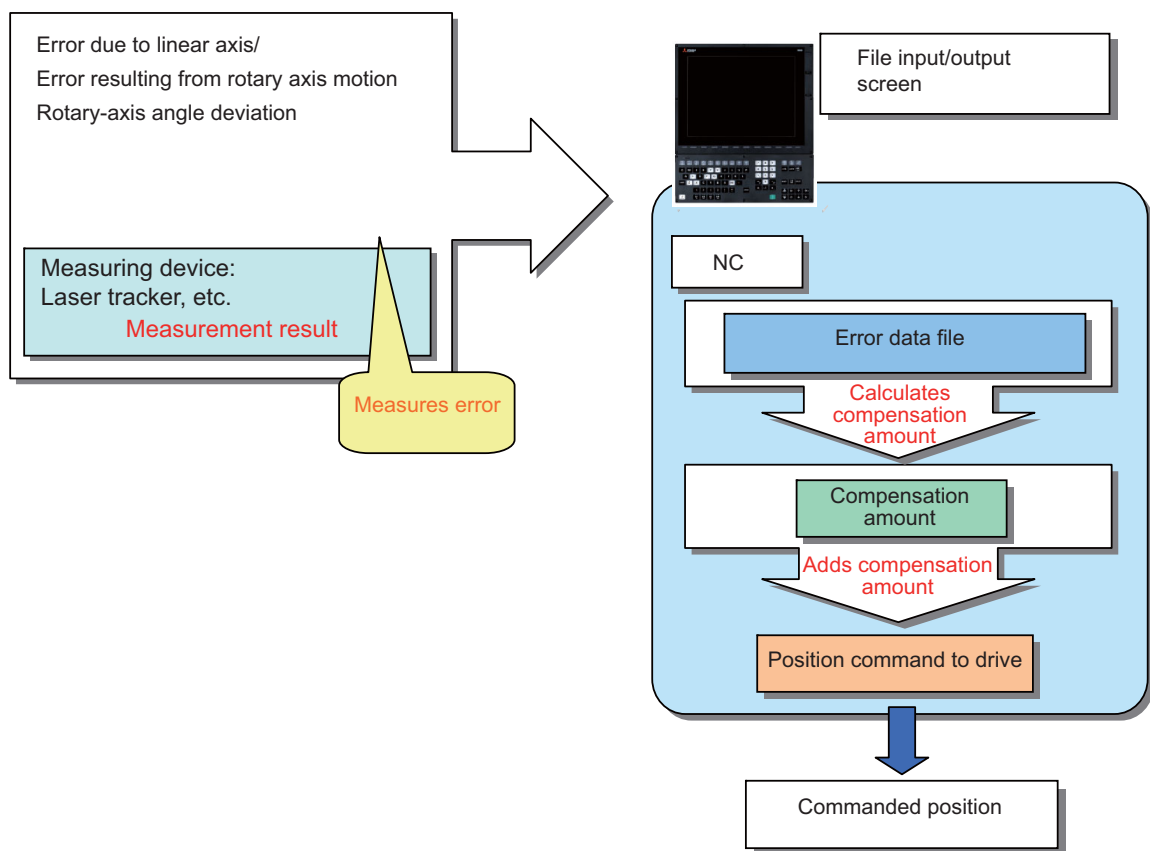 Error due to linear axis/
Error resulting from rotary axis motion
Rotary-axis angle deviation
Measuring device:
Laser tracker, etc.
Measurement result
Measures error
File input/output
screen
NC
Error data file
Calculates
compensation
amount
Compensation
amount
Adds compensation
amount
Position command to drive
Commanded position